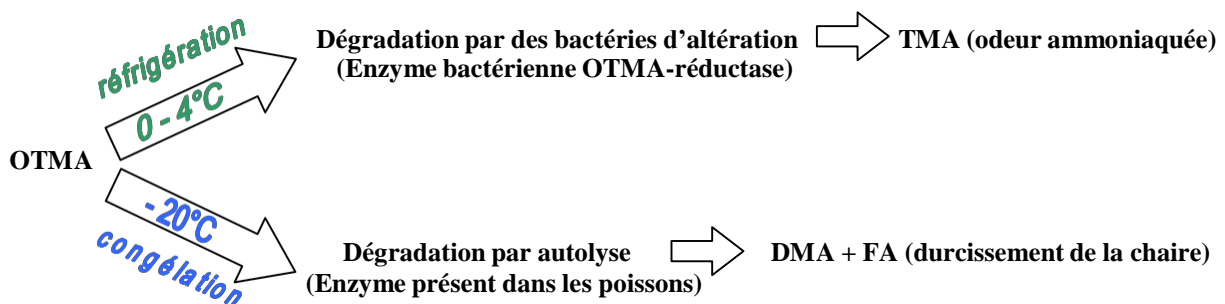 réfrigération
0 - 4°C
Dégradation par des bactéries d’altération
(Enzyme bactérienne OTMA-réductase)
TMA (odeur ammoniaquée)
OTMA
- 20°C
congélation
Dégradation par autolyse
(Enzyme présent dans les poissons)
DMA + FA (durcissement de la chaire)